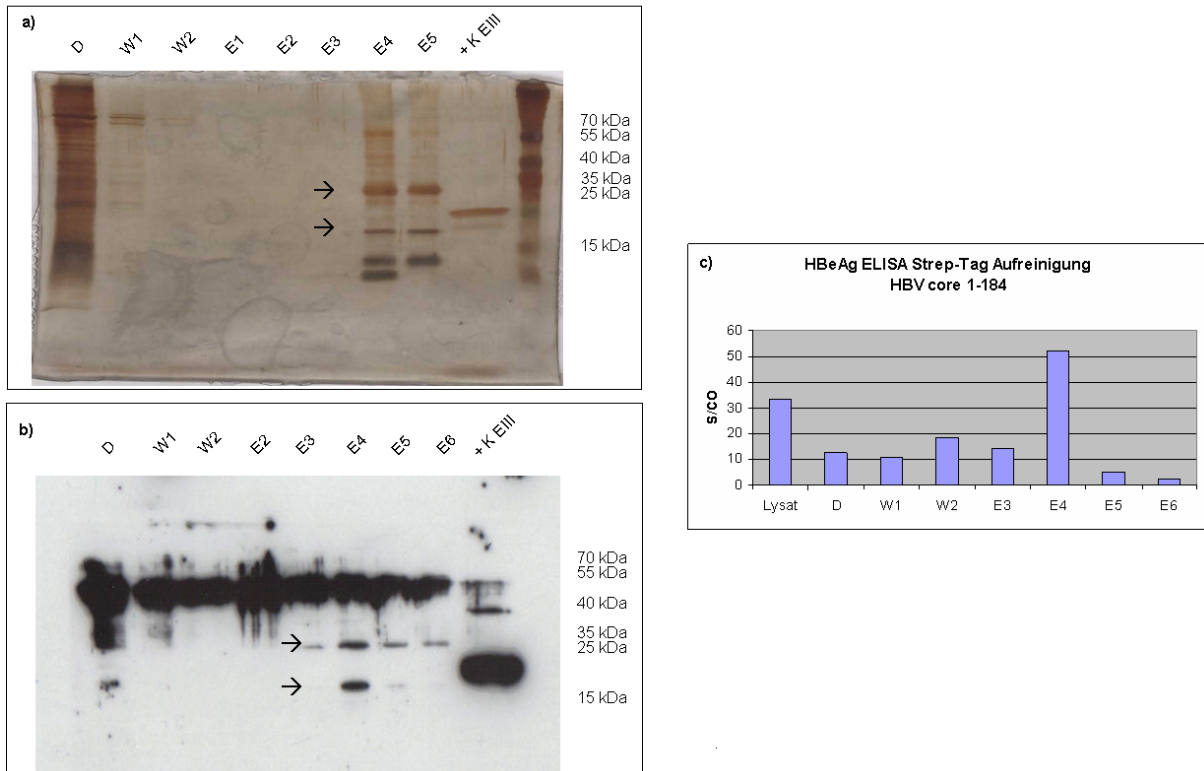 a)
D W1 W2 E1 E2 E3 E4 E5 + K EIII
70 kDa
55 kDa
40 kDa
35 kDa
25 kDa
15 kDa
b)
D W1 W2 E2 E3 E4 E5 E6 + K EIII
70 kDa
55 kDa
40 kDa
35 kDa
25 kDa
15 kDa
c)
HBeAg ELISA Strep-Tag Aufreinigung
HBV core 1-184
s/co
60
50
40
30
20
10
0
Lysat D W1 W2 E3 E4 E5 E6